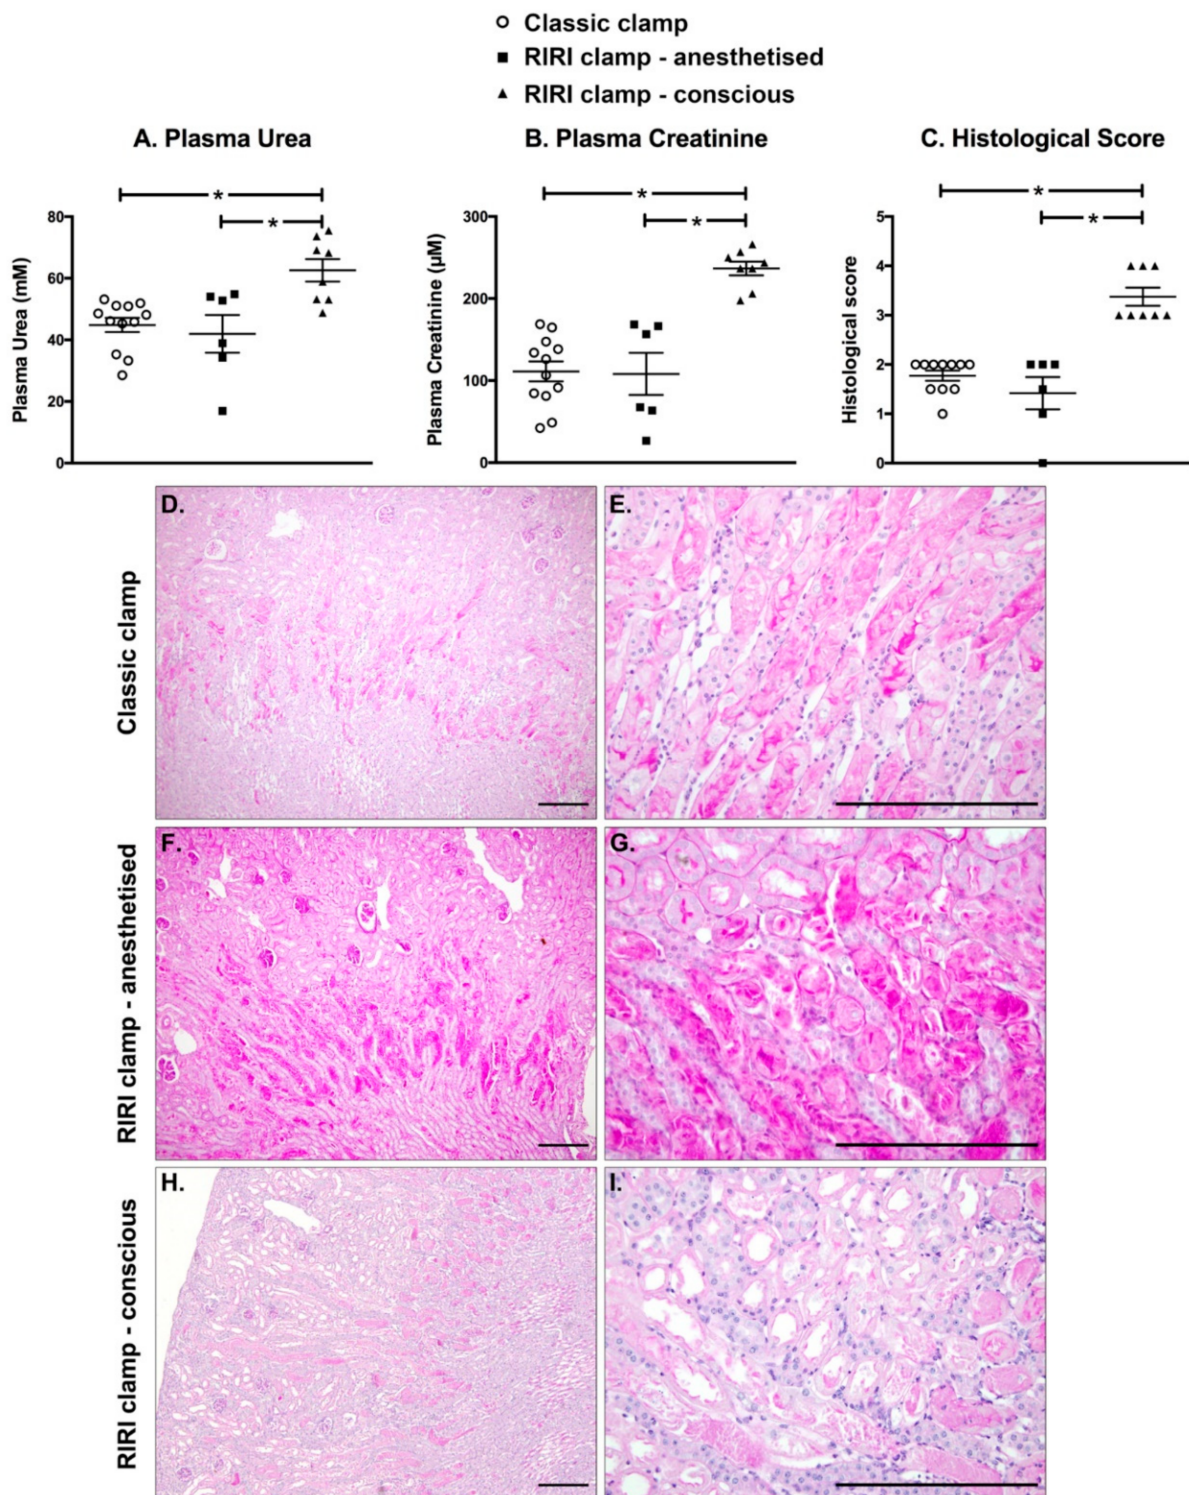 Classic clamp
RIRI clamp - anesthetised
RIRI clamp - conscious
A. Plasma Urea
B. Plasma Creatinine
C. Histological Score
*
*
*
*
*
*
Plasma Urea (mM)
80
60
40
20
0
Plasma Creatinine (µM)
300
200
100
0
Histological score
5
4
3
2
1
0
Classic clamp
D.
E.
RIRI clamp - anesthetised
F.
G.
RIRI clamp - conscious
H.
I.